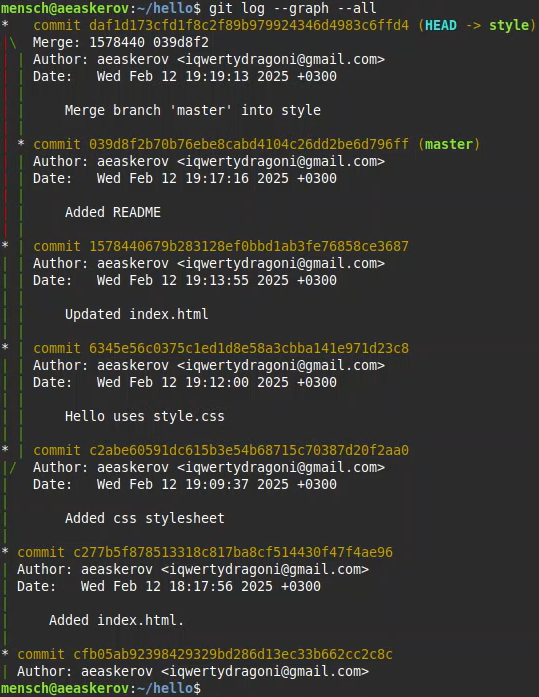 mensch@aeaskerov:~/hello$ git log --graph --all
*   commit daf1d173cfd1f8c2f89b979924346d4983c6ffd4 (HEAD -> style)
|\  Merge: 1578440 039d8f2
| | Author: aeaskerov <iqwertydragoni@gmail.com>
| | Date:   Wed Feb 12 19:19:13 2025 +0300
| |
| |     Merge branch 'master' into style
| |
| * commit 039d8f2b70b76ebe8cabd4104c26dd2be6d796ff (master)
| | Author: aeaskerov <iqwertydragoni@gmail.com>
| | Date:   Wed Feb 12 19:17:16 2025 +0300
| |
| |     Added README
| |
* | commit 1578440679b283128ef0bbd1ab3fe76858ce3687
| | Author: aeaskerov <iqwertydragoni@gmail.com>
| | Date:   Wed Feb 12 19:13:55 2025 +0300
| |
| |     Updated index.html
| |
* | commit 6345e56c0375c1ed1d8e58a3cbba141e971d23c8
| | Author: aeaskerov <iqwertydragoni@gmail.com>
| | Date:   Wed Feb 12 19:12:00 2025 +0300
| |
| |     Hello uses style.css
| |
* | commit c2abe60591dc615b3e54b68715c70387d20f2aa0
|/  Author: aeaskerov <iqwertydragoni@gmail.com>
|   Date:   Wed Feb 12 19:09:37 2025 +0300
|
|       Added css stylesheet
|
* commit c277b5f878513318c817ba8cf514430f47f4ae96
| Author: aeaskerov <iqwertydragoni@gmail.com>
| Date:   Wed Feb 12 18:17:56 2025 +0300
|
|     Added index.html.
|
* commit cfb05ab92398429329bd286d13ec33b662cc2c8c
| Author: aeaskerov <iqwertydragoni@gmail.com>
mensch@aeaskerov:~/hello$